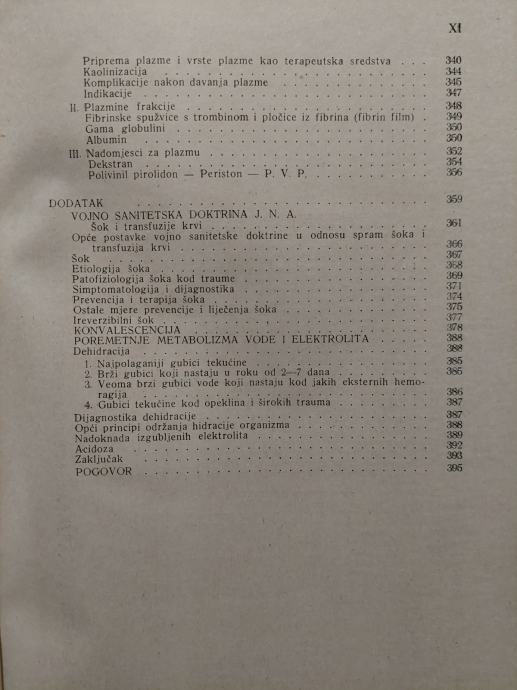 XI
Priprema plazme i vrste plazme kao terapeutska sredstva . . . 340
Kaolinizacija . . . 344
Komplikacije nakon davanja plazme . . . 345
Indikacije . . . 347
II. Plazmine frakcije . . . 348
Fibrinske spužvice s trombinom i pločice iz fibrina (fibrin film) . 349
Gama globulini . . . 350
Albumin . . . 350
III. Nadomjesci za plazmu . . . 352
Dekstran . . . 354
Polivinil pirolidon — Periston — P. V. P. . . . 356
DODATAK . . . 359
VOJNO SANITETSKA DOKTRINA J. N. A.
Šok i transfuzije krvi . . . 361
Opće postavke vojno sanitetske doktrine u odnosu spram šoka i
transfuzija krvi . . . 366
Šok . . . 367
Etiologija šoka . . . 368
Patofiziologija šoka kod traume . . . 369
Simptomatologija i dijagnostika . . . 371
Prevencija i terapija šoka . . . 374
Ostale mjere prevencije i liječenja šoka . . . 375
Ireverzibilni šok . . . 377
KONVALESCENCIJA . . . 378
POREMETNJE METABOLIZMA VODE I ELEKTROLITA . . . 388
Dehidracija . . . 388
1. Najpolaganiji gubici tekućine . . . 385
2. Brži gubici koji nastaju u roku od 2—7 dana . . . 385
3. Veoma brzi gubici vode koji nastaju kod jakih eksternih hemo-
ragija . . . 386
4. Gubici tekućine kod opeklina i širokih trauma . . . 387
Dijagnostika dehidracije . . . 387
Opći principi održanja hidracije organizma . . . 388
Nadoknada izgubljenih elektrolita . . . 389
Acidoza . . . 392
Zaključak . . . 393
POGOVOR . . . 395